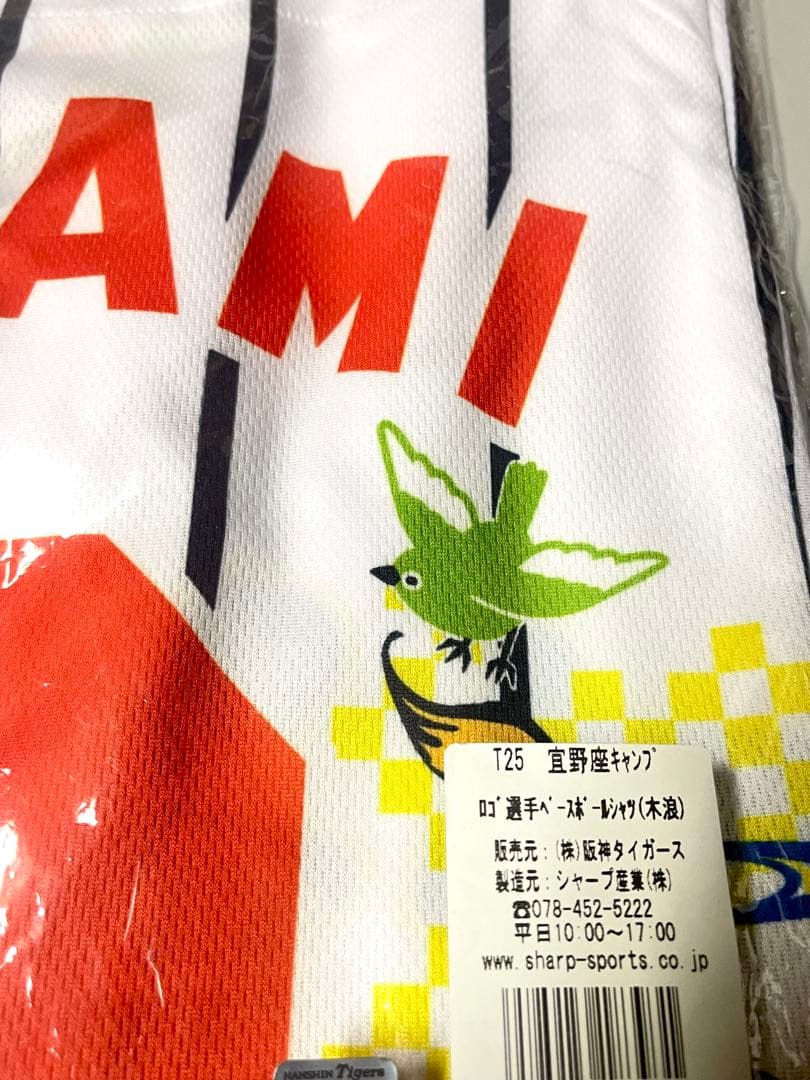 AMI
T25 宜野座ｷｬﾝﾌﾟ
ﾛｺﾞ選手ﾍﾞｰｽﾎﾞｰﾙｼｬﾂ(木浪)
販売元：(株)阪神タイガース
製造元：シャープ産業(株)
☎078-452-5222
平日10:00～17:00
www.sharp-sports.co.jp
HANSHIN Tigers